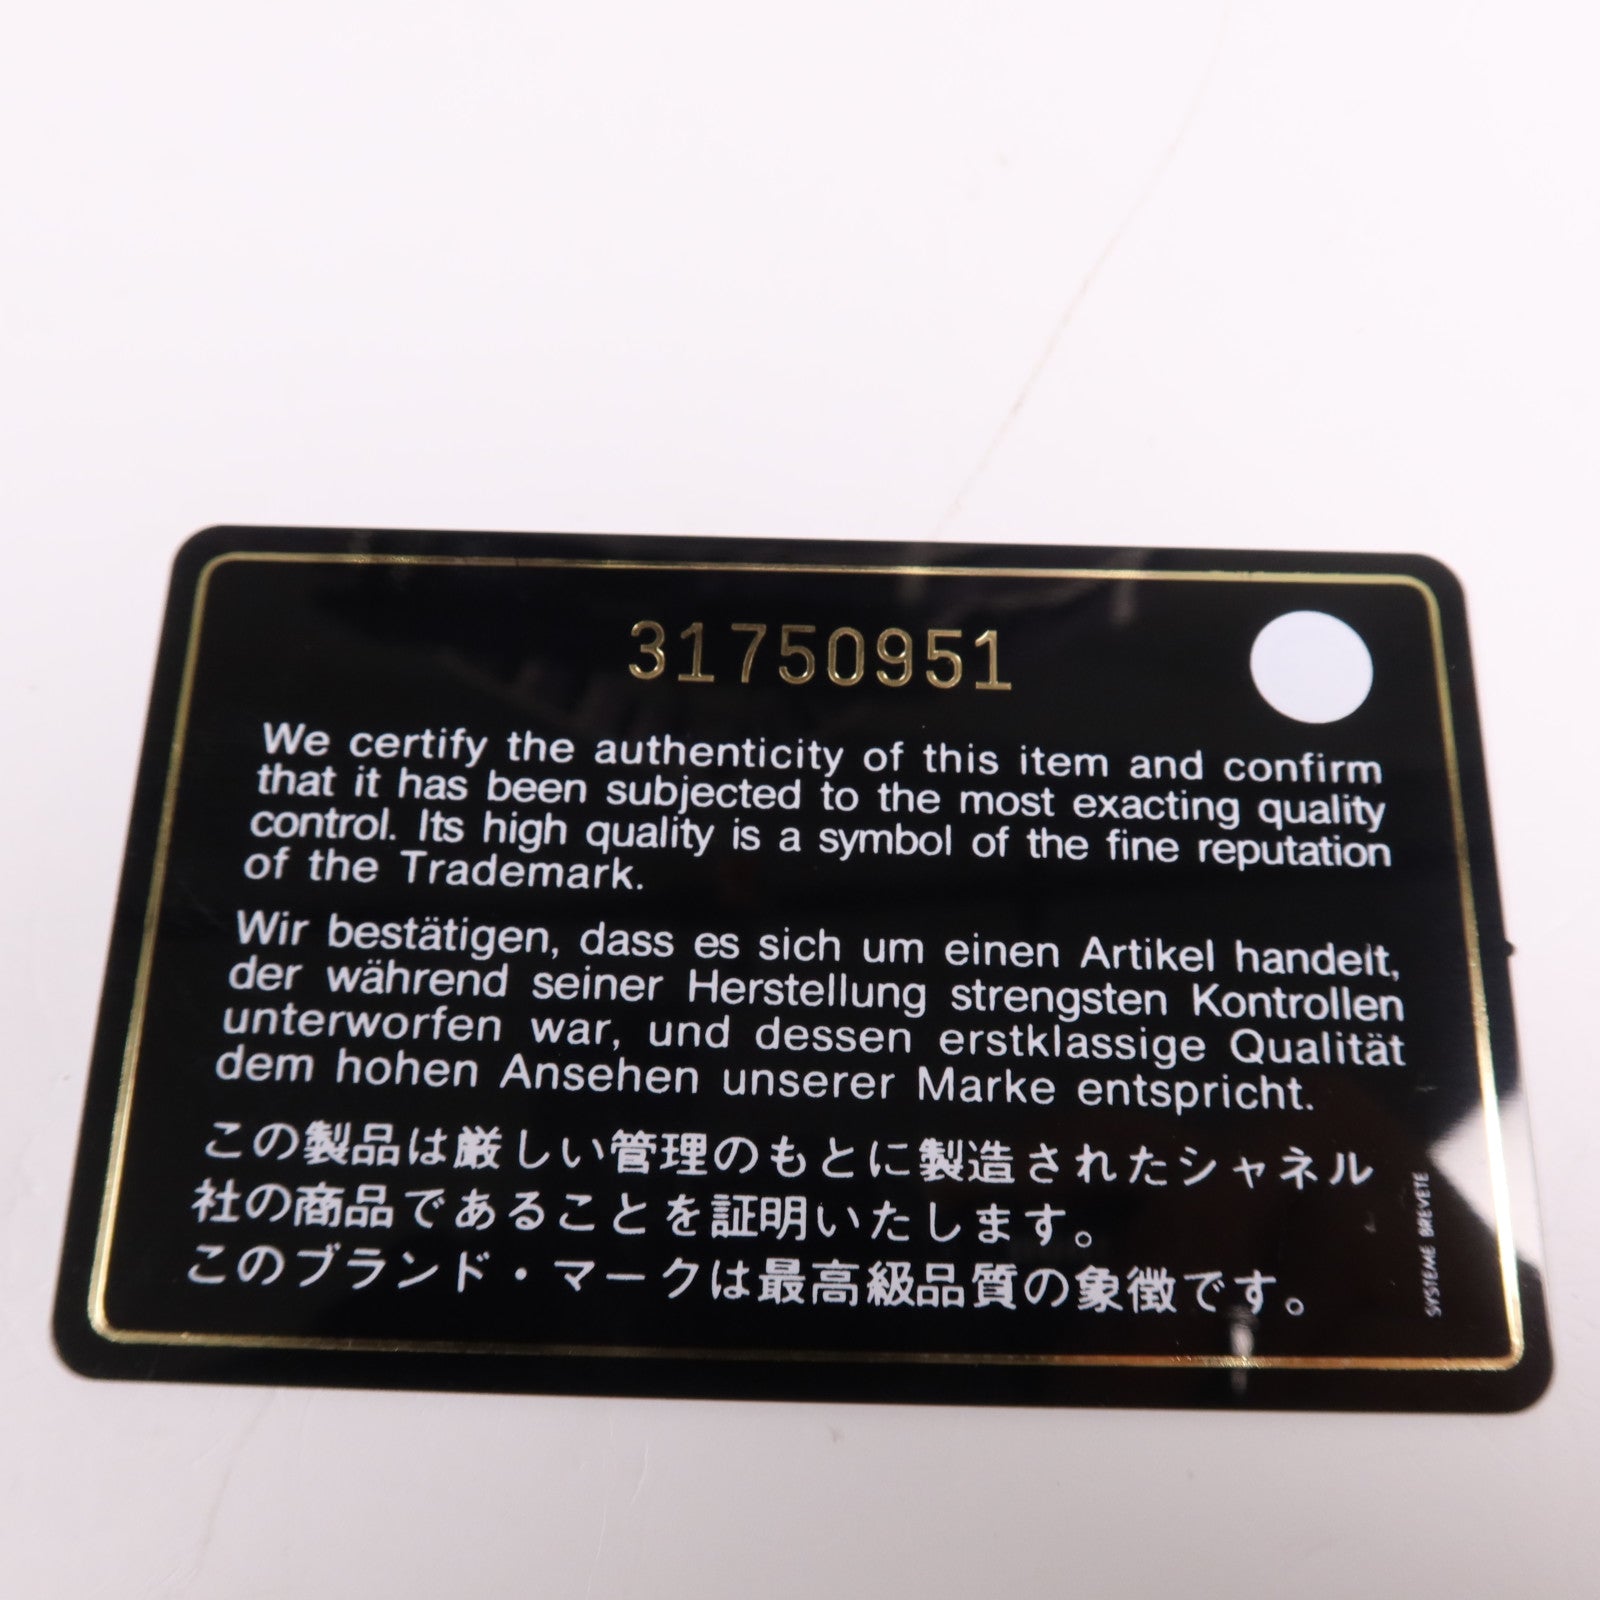 31750951
We certify the authenticity of this item and confirm
that it has been subjected to the most exacting quality
control. Its high quality is a symbol of the fine reputation
of the Trademark.
Wir bestätigen, dass es sich um einen Artikel handelt,
der während seiner Herstellung strengsten Kontrollen
unterworfen war, und dessen erstklassige Qualität
dem hohen Ansehen unserer Marke entspricht.
この製品は厳しい管理のもとに製造されたシャネル
社の商品であることを証明いたします。
このブランド・マークは最高級品質の象徴です。
SYSTEME BREVETE